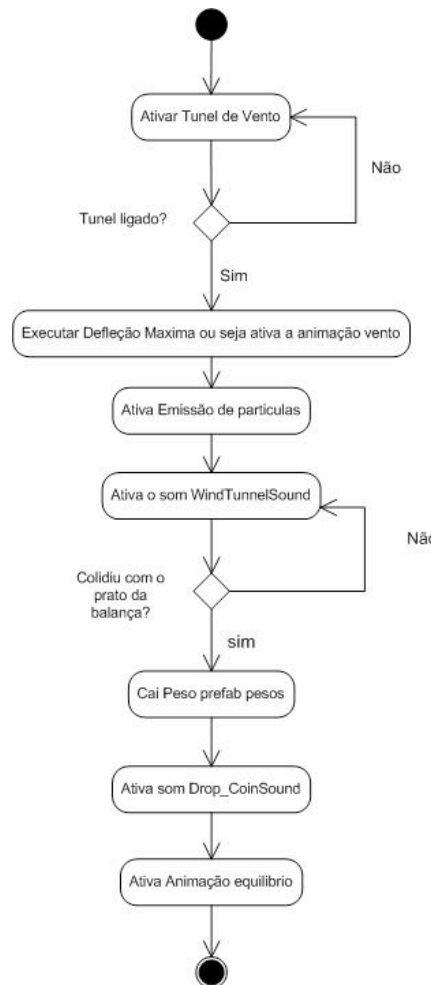 Ativar Tunel de Vento
Não
Tunel ligado?
Sim
Executar Defleção Maxima ou seja ativa a animação vento
Ativa Emissão de particulas
Ativa o som WindTunnelSound
Não
Colidiu com o
prato da
balança?
sim
Cai Peso prefab pesos
Ativa som Drop_CoinSound
Ativa Animação equilibrio